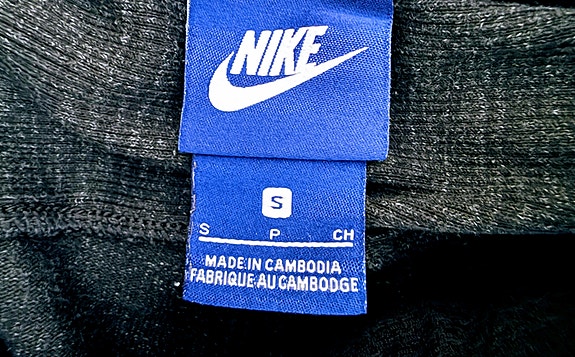 NIKE
S
S P CH
MADE IN CAMBODIA
FABRIQUE AU CAMBODGE